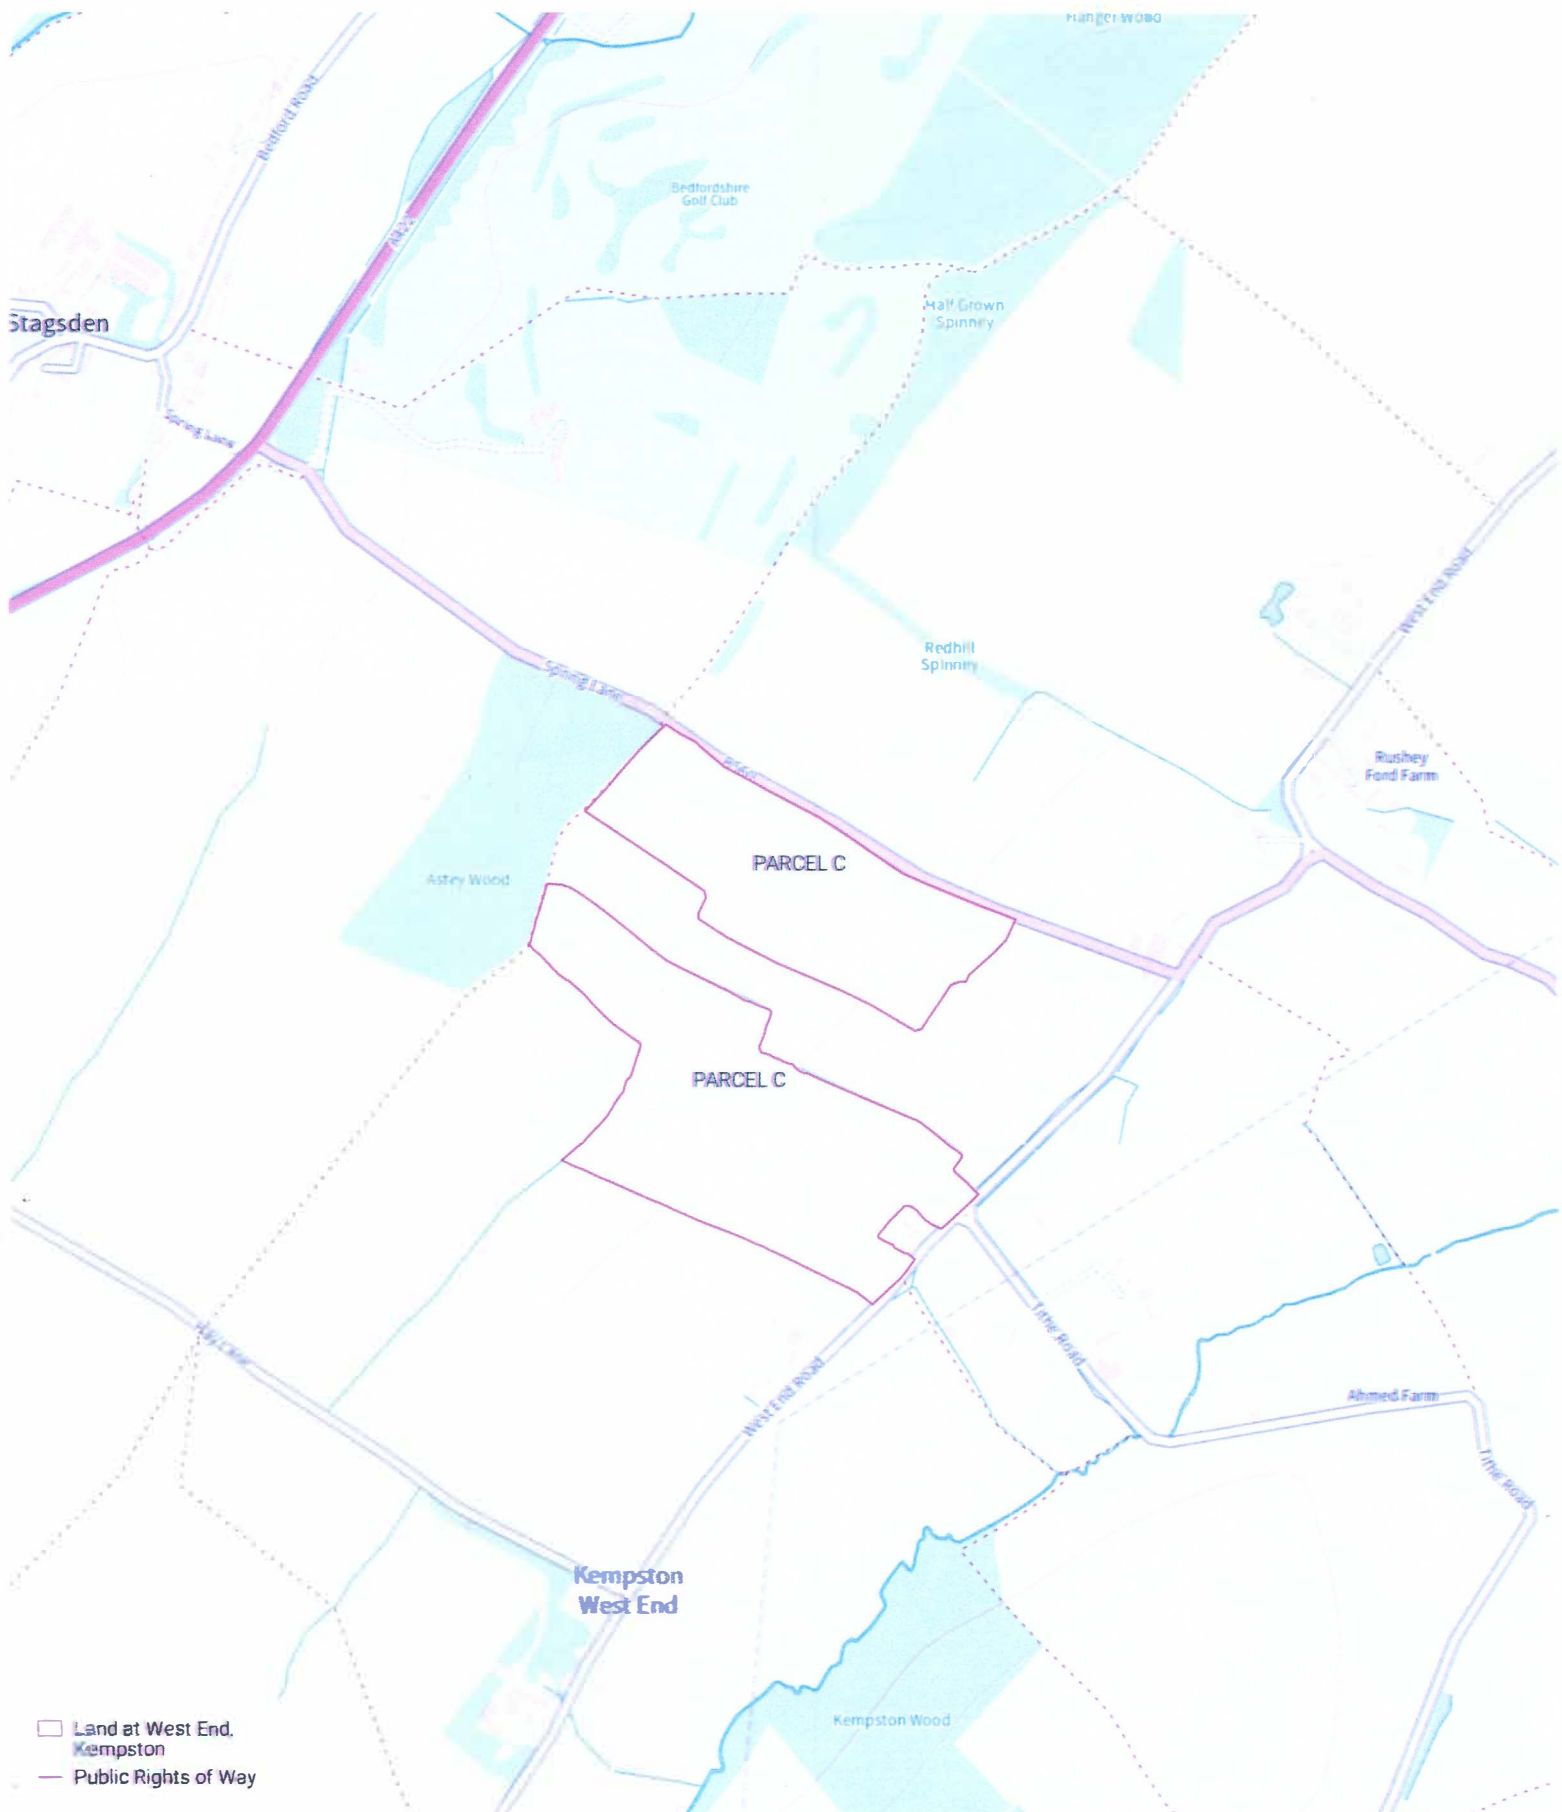 Hanger Wood
Bedford Road
Bedfordshire
Golf Club
A422
Half Grown
Spinney
Stagsden
Spring Lane
West End Road
Redhill
Spinney
Spring Lane
Rushey
Ford Farm
PARCEL C
Astey Wood
PARCEL C
Tithe Road
West End Road
Ahmed Farm
Tithe Road
Kempston
West End
Kempston Wood
Land at West End,
Kempston
Public Rights of Way